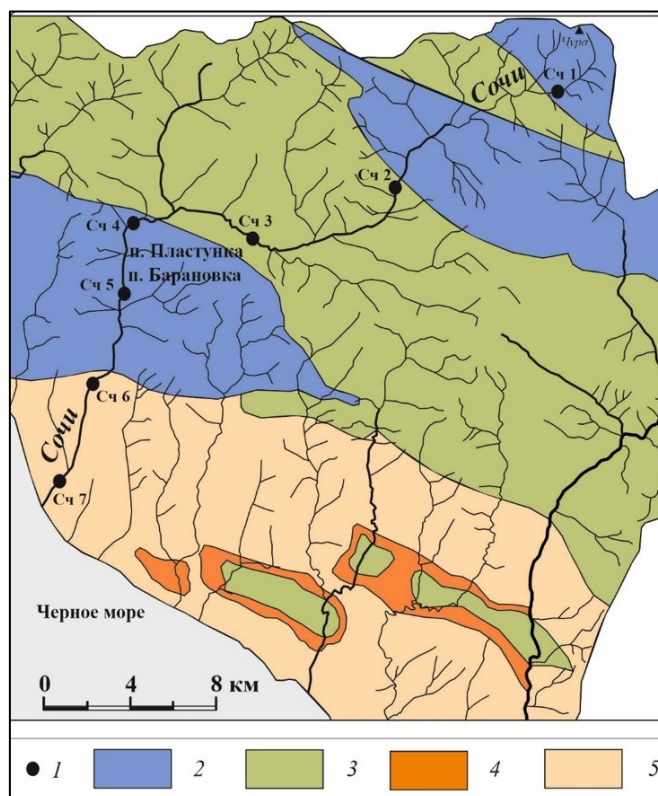 Чура
Сочи
Сч 1
Сч 2
Сч 4
Сч 3
п. Пластунка
п. Барановка
Сч 5
Сч 6
Сочи
Сч 7
Черное море
0 4 8 км
1 2 3 4 5